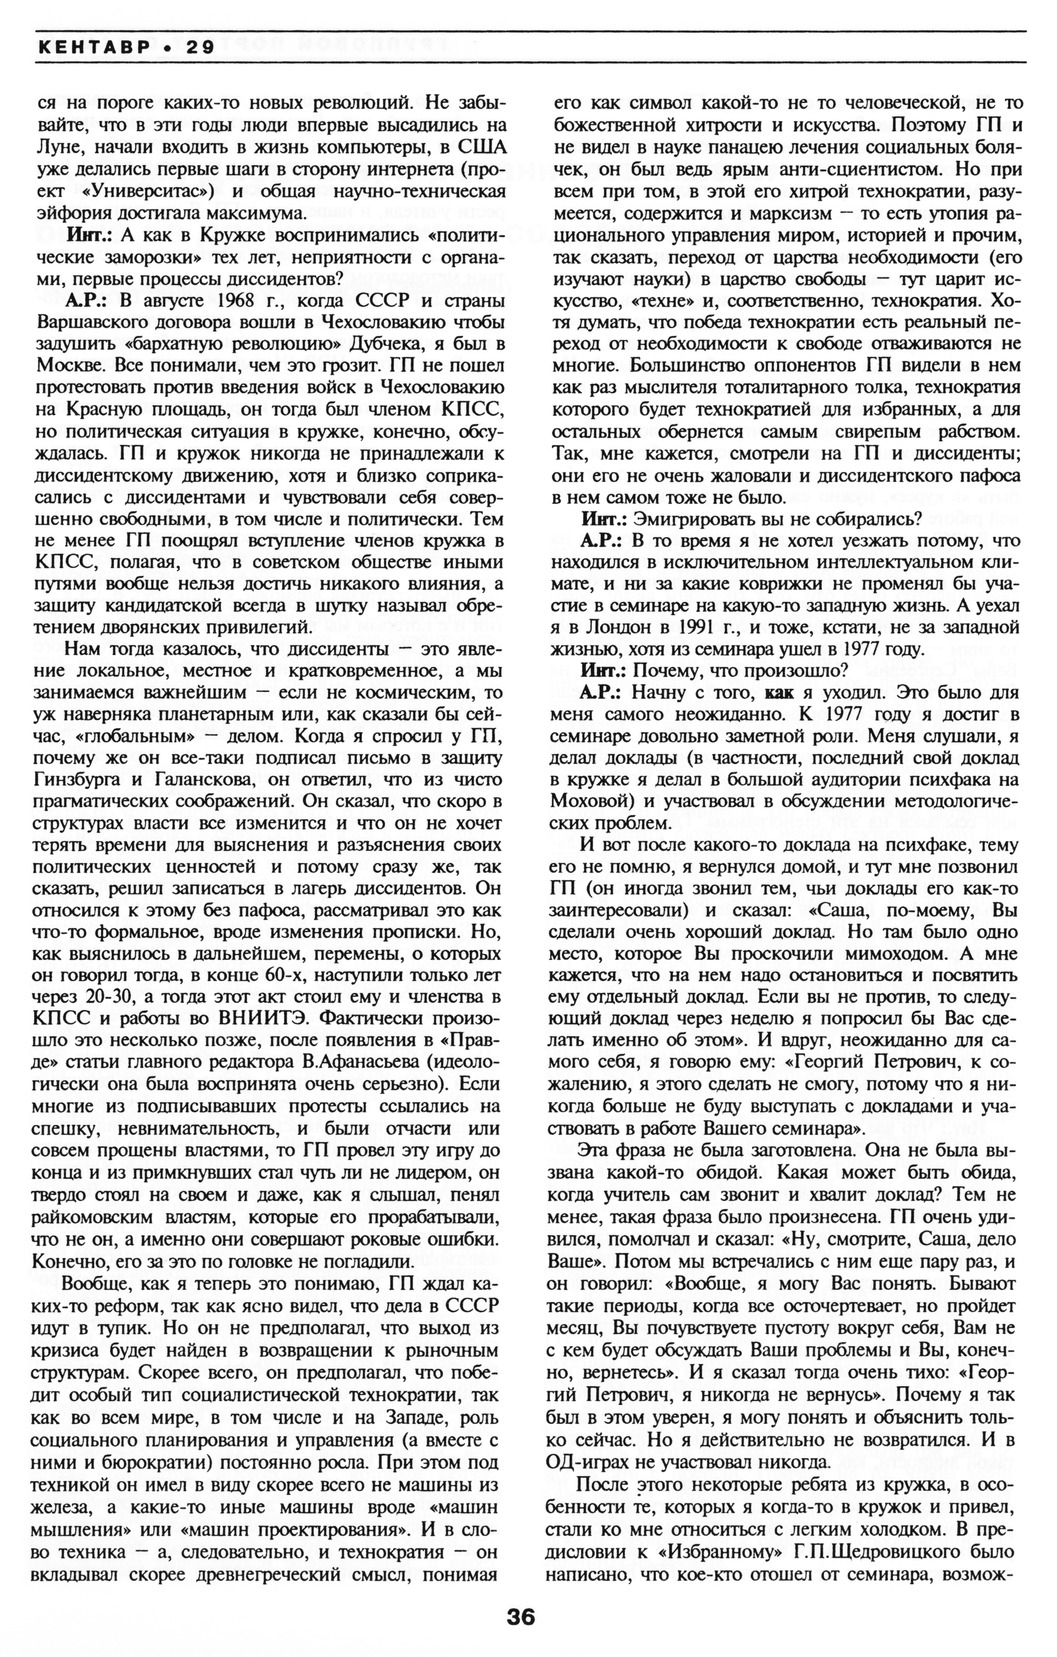 КЕНТАВР • 29
ся на пороге каких-то новых революций. Не забы-
вайте, что в эти годы люди впервые высадились на
Луне, начали входить в жизнь компьютеры, в США
уже делались первые шаги в сторону интернета (про-
ект «Университас») и общая научно-техническая
эйфория достигала максимума.
Инт.: А как в Кружке воспринимались «полити-
ческие заморозки» тех лет, неприятности с органа-
ми, первые процессы диссидентов?
А.Р.: В августе 1968 г., когда СССР и страны
Варшавского договора вошли в Чехословакию чтобы
задушить «бархатную революцию» Дубчека, я был в
Москве. Все понимали, чем это грозит. ГП не пошел
протестовать против введения войск в Чехословакию
на Красную площадь, он тогда был членом КПСС,
но политическая ситуация в кружке, конечно, обсу-
ждалась. ГП и кружок никогда не принадлежали к
диссидентскому движению, хотя и близко соприка-
сались с диссидентами и чувствовали себя совер-
шенно свободными, в том числе и политически. Тем
не менее ГП поощрял вступление членов кружка в
КПСС, полагая, что в советском обществе иными
путями вообще нельзя достичь никакого влияния, а
защиту кандидатской всегда в шутку называл обре-
тением дворянских привилегий.
Нам тогда казалось, что диссиденты — это явле-
ние локальное, местное и кратковременное, а мы
занимаемся важнейшим — если не космическим, то
уж наверняка планетарным или, как сказали бы сей-
час, «глобальным» — делом. Когда я спросил у ГП,
почему же он все-таки подписал письмо в защиту
Гинзбурга и Галанскова, он ответил, что из чисто
прагматических соображений. Он сказал, что скоро в
структурах власти все изменится и что он не хочет
терять времени для выяснения и разъяснения своих
политических ценностей и потому сразу же, так
сказать, решил записаться в лагерь диссидентов. Он
относился к этому без пафоса, рассматривал это как
что-то формальное, вроде изменения прописки. Но,
как выяснилось в дальнейшем, перемены, о которых
он говорил тогда, в конце 60-х, наступили только лет
через 20-30, а тогда этот акт стоил ему и членства в
КПСС и работы во ВНИИТЭ. Фактически произо-
шло это несколько позже, после появления в «Прав-
де» статьи главного редактора В.Афанасьева (идеоло-
гически она была воспринята очень серьезно). Если
многие из подписывавших протесты ссылались на
спешку, невнимательность, и были отчасти или
совсем прощены властями, то ГП провел эту игру до
конца и из примкнувших стал чуть ли не лидером, он
твердо стоял на своем и даже, как я слышал, пенял
райкомовским властям, которые его прорабатывали,
что не он, а именно они совершают роковые ошибки.
Конечно, его за это по головке не погладили.
Вообще, как я теперь это понимаю, ГП ждал ка-
ких-то реформ, так как ясно видел, что дела в СССР
идут в тупик. Но он не предполагал, что выход из
кризиса будет найден в возвращении к рыночным
структурам. Скорее всего, он предполагал, что побе-
дит особый тип социалистической технократии, так
как во всем мире, в том числе и на Западе, роль
социального планирования и управления (а вместе с
ними и бюрократии) постоянно росла. При этом под
техникой он имел в виду скорее всего не машины из
железа, а какие-то иные машины вроде «машин
мышления» или «машин проектирования». И в сло-
во техника — а, следовательно, и технократия — он
вкладывал скорее древнегреческий смысл, понимая
его как символ какой-то не то человеческой, не то
божественной хитрости и искусства. Поэтому ГП и
не видел в науке панацею лечения социальных боля-
чек, он был ведь ярым анти-сциентистом. Но при
всем при том, в этой его хитрой технократии, разу-
меется, содержится и марксизм — то есть утопия ра-
ционального управления миром, историей и прочим,
так сказать, переход от царства необходимости (его
изучают науки) в царство свободы — тут царит ис-
кусство, «техне» и, соответственно, технократия. Хо-
тя думать, что победа технократии есть реальный пе-
реход от необходимости к свободе отваживаются не
многие. Большинство оппонентов ГП видели в нем
как раз мыслителя тоталитарного толка, технократия
которого будет технократией для избранных, а для
остальных обернется самым свирепым рабством.
Так, мне кажется, смотрели на ГП и диссиденты;
они его не очень жаловали и диссидентского пафоса
в нем самом тоже не было.
Инт.: Эмигрировать вы не собирались?
А.Р.: В то время я не хотел уезжать потому, что
находился в исключительном интеллектуальном кли-
мате, и ни за какие коврижки не променял бы уча-
стие в семинаре на какую-то западную жизнь. А уехал
я в Лондон в 1991 г., и тоже, кстати, не за западной
жизнью, хотя из семинара ушел в 1977 году.
Инт.: Почему, что произошло?
А.Р.: Начну с того, как я уходил. Это было для
меня самого неожиданно. К 1977 году я достиг в
семинаре довольно заметной роли. Меня слушали, я
делал доклады (в частности, последний свой доклад
в кружке я делал в большой аудитории психфака на
Моховой) и участвовал в обсуждении методологиче-
ских проблем.
И вот после какого-то доклада на психфаке, тему
его не помню, я вернулся домой, и тут мне позвонил
ГП (он иногда звонил тем, чьи доклады его как-то
заинтересовали) и сказал: «Саша, по-моему, Вы
сделали очень хороший доклад. Но там было одно
место, которое Вы проскочили мимоходом. А мне
кажется, что на нем надо остановиться и посвятить
ему отдельный доклад. Если вы не против, то следу-
ющий доклад через неделю я попросил бы Вас сде-
лать именно об этом». И вдруг, неожиданно для са-
мого себя, я говорю ему: «Георгий Петрович, к со-
жалению, я этого сделать не смогу, потому что я ни-
когда больше не буду выступать с докладами и уча-
ствовать в работе Вашего семинара».
Эта фраза не была заготовлена. Она не была вы-
звана какой-то обидой. Какая может быть обида,
когда учитель сам звонит и хвалит доклад? Тем не
менее, такая фраза было произнесена. ГП очень уди-
вился, помолчал и сказал: «Ну, смотрите, Саша, дело
Ваше». Потом мы встречались с ним еще пару раз, и
он говорил: «Вообще, я могу Вас понять. Бывают
такие периоды, когда все осточертевает, но пройдет
месяц, Вы почувствуете пустоту вокруг себя, Вам не
с кем будет обсуждать Ваши проблемы и Вы, конеч-
но, вернетесь». И я сказал тогда очень тихо: «Геор-
гий Петрович, я никогда не вернусь». Почему я так
был в этом уверен, я могу понять и объяснить толь-
ко сейчас. Но я действительно не возвратился. И в
ОД-играх не участвовал никогда.
После этого некоторые ребята из кружка, в осо-
бенности те, которых я когда-то в кружок и привел,
стали ко мне относиться с легким холодком. В пре-
дисловии к «Избранному» Г.П.Щедровицкого было
написано, что кое-кто отошел от семинара, возмож-
36